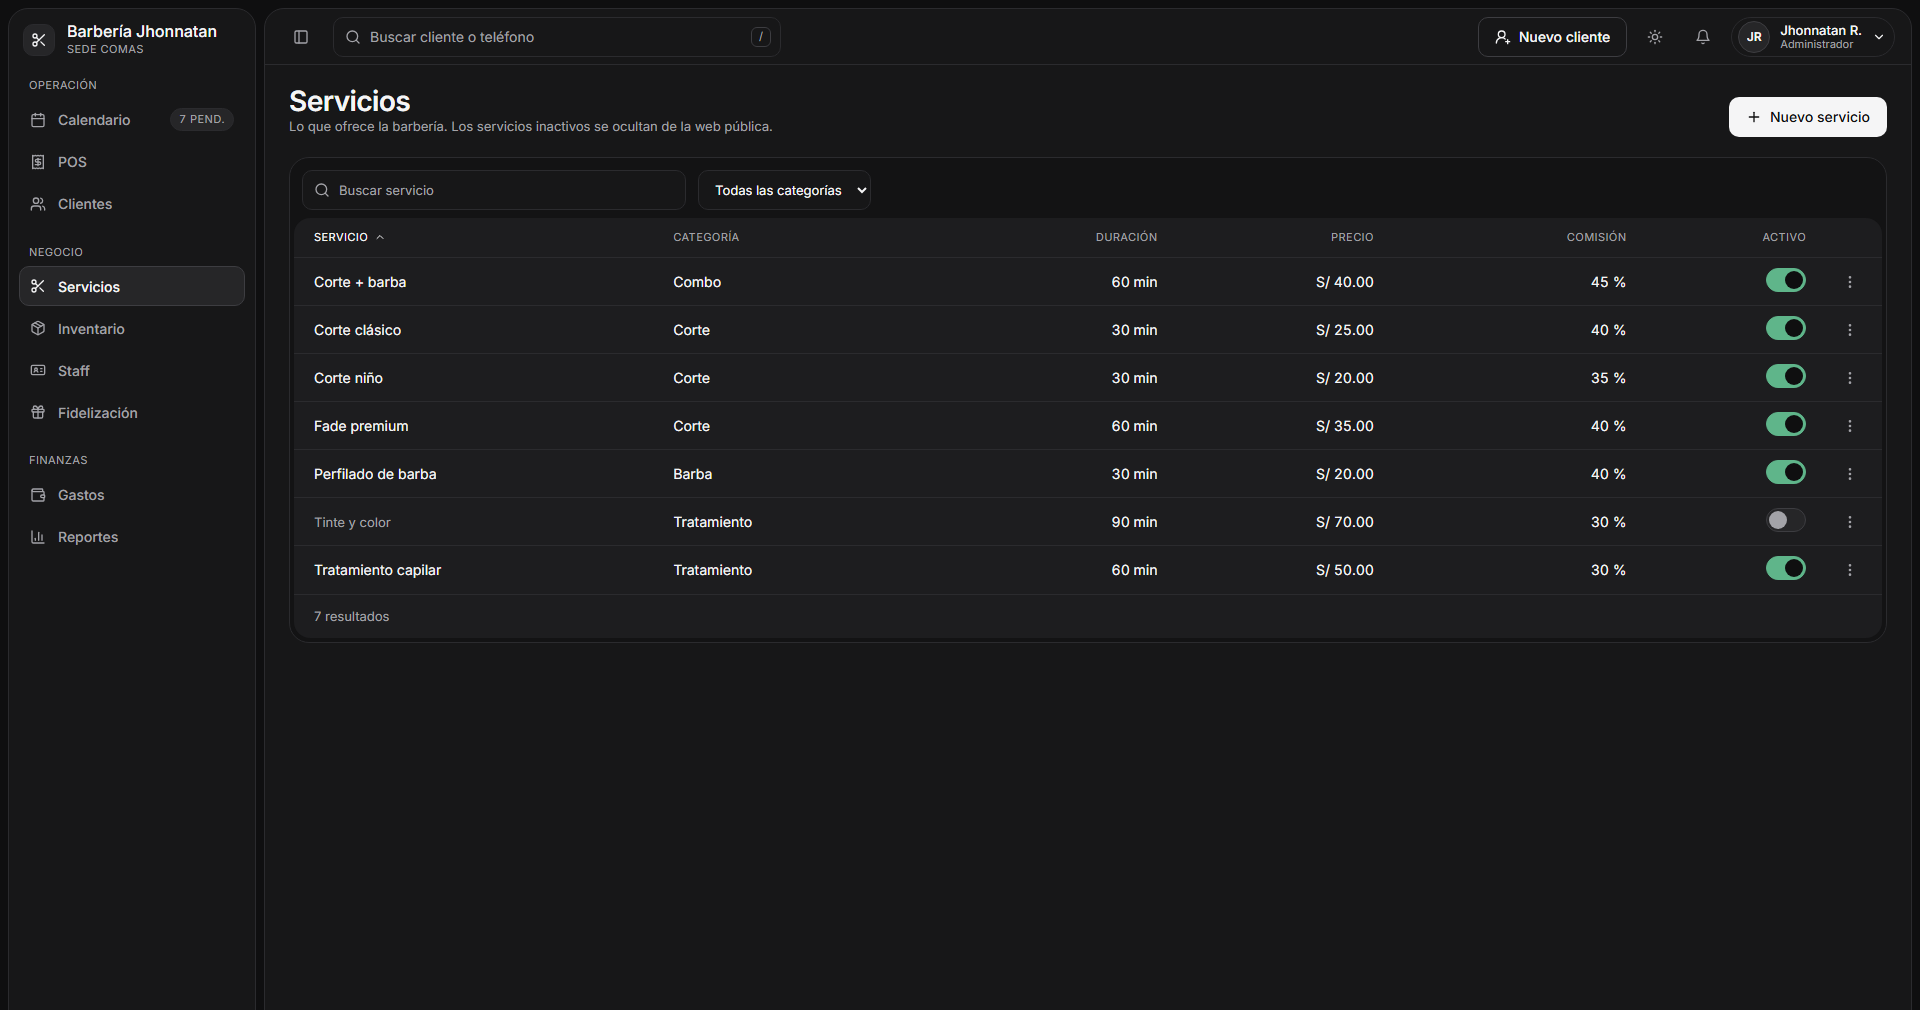 Barbería Jhonnatan
SEDE COMAS
OPERACIÓN
Calendario 7 PEND.
POS
Clientes
NEGOCIO
Servicios
Inventario
Staff
Fidelización
FINANZAS
Gastos
Reportes
Buscar cliente o teléfono /
Nuevo cliente
JR Jhonnatan R.
Administrador
Servicios
Lo que ofrece la barbería. Los servicios inactivos se ocultan de la web pública.
+ Nuevo servicio
Buscar servicio Todas las categorías
SERVICIO CATEGORÍA DURACIÓN PRECIO COMISIÓN ACTIVO
Corte + barba Combo 60 min S/ 40.00 45 %
Corte clásico Corte 30 min S/ 25.00 40 %
Corte niño Corte 30 min S/ 20.00 35 %
Fade premium Corte 60 min S/ 35.00 40 %
Perfilado de barba Barba 30 min S/ 20.00 40 %
Tinte y color Tratamiento 90 min S/ 70.00 30 %
Tratamiento capilar Tratamiento 60 min S/ 50.00 30 %
7 resultados